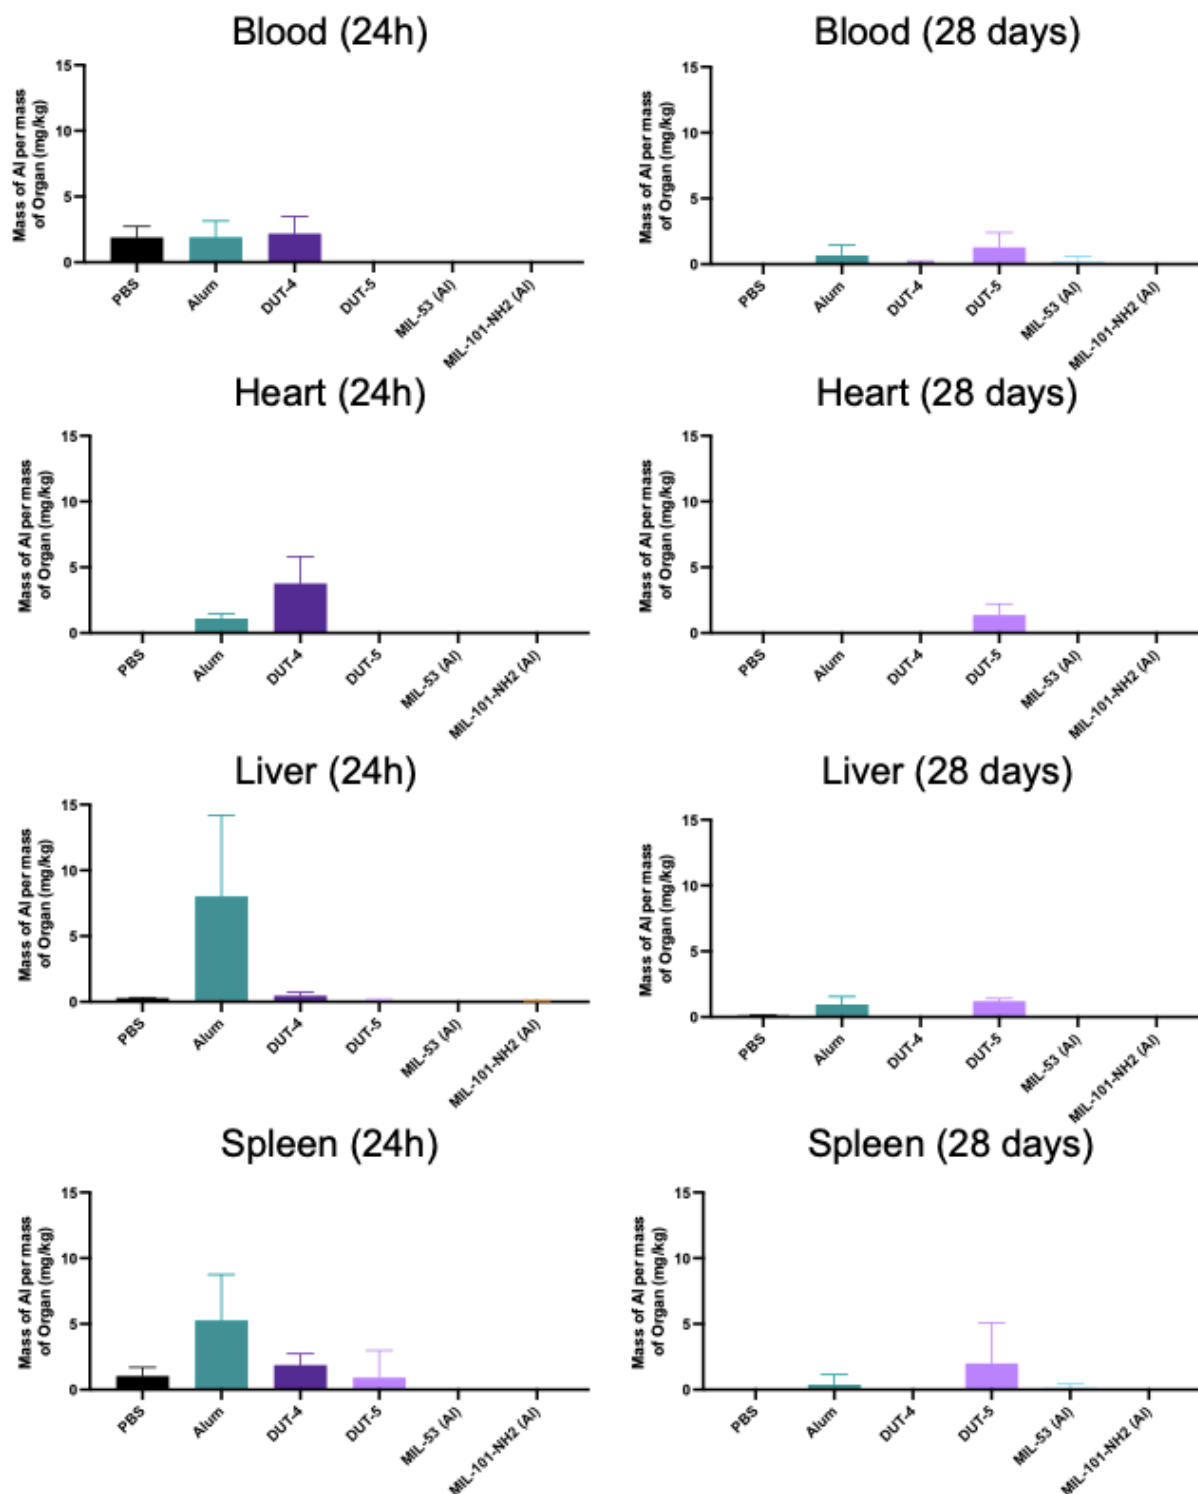 Blood (24h)
Mass of Al per mass
of Organ (mg/kg)
15
10
5
0
PBS
Alum
DUT-4
DUT-5
MIL-53 (Al)
MIL-101-NH2 (Al)
Blood (28 days)
Mass of Al per mass
of Organ (mg/kg)
15
10
5
0
PBS
Alum
DUT-4
DUT-5
MIL-53 (Al)
MIL-101-NH2 (Al)
Heart (24h)
Mass of Al per mass
of Organ (mg/kg)
15
10
5
0
PBS
Alum
DUT-4
DUT-5
MIL-53 (Al)
MIL-101-NH2 (Al)
Heart (28 days)
Mass of Al per mass
of Organ (mg/kg)
15
10
5
0
PBS
Alum
DUT-4
DUT-5
MIL-53 (Al)
MIL-101-NH2 (Al)
Liver (24h)
Mass of Al per mass
of Organ (mg/kg)
15
10
5
0
PBS
Alum
DUT-4
DUT-5
MIL-53 (Al)
MIL-101-NH2 (Al)
Liver (28 days)
Mass of Al per mass
of Organ (mg/kg)
15
10
5
0
PBS
Alum
DUT-4
DUT-5
MIL-53 (Al)
MIL-101-NH2 (Al)
Spleen (24h)
Mass of Al per mass
of Organ (mg/kg)
15
10
5
0
PBS
Alum
DUT-4
DUT-5
MIL-53 (Al)
MIL-101-NH2 (Al)
Spleen (28 days)
Mass of Al per mass
of Organ (mg/kg)
15
10
5
0
PBS
Alum
DUT-4
DUT-5
MIL-53 (Al)
MIL-101-NH2 (Al)